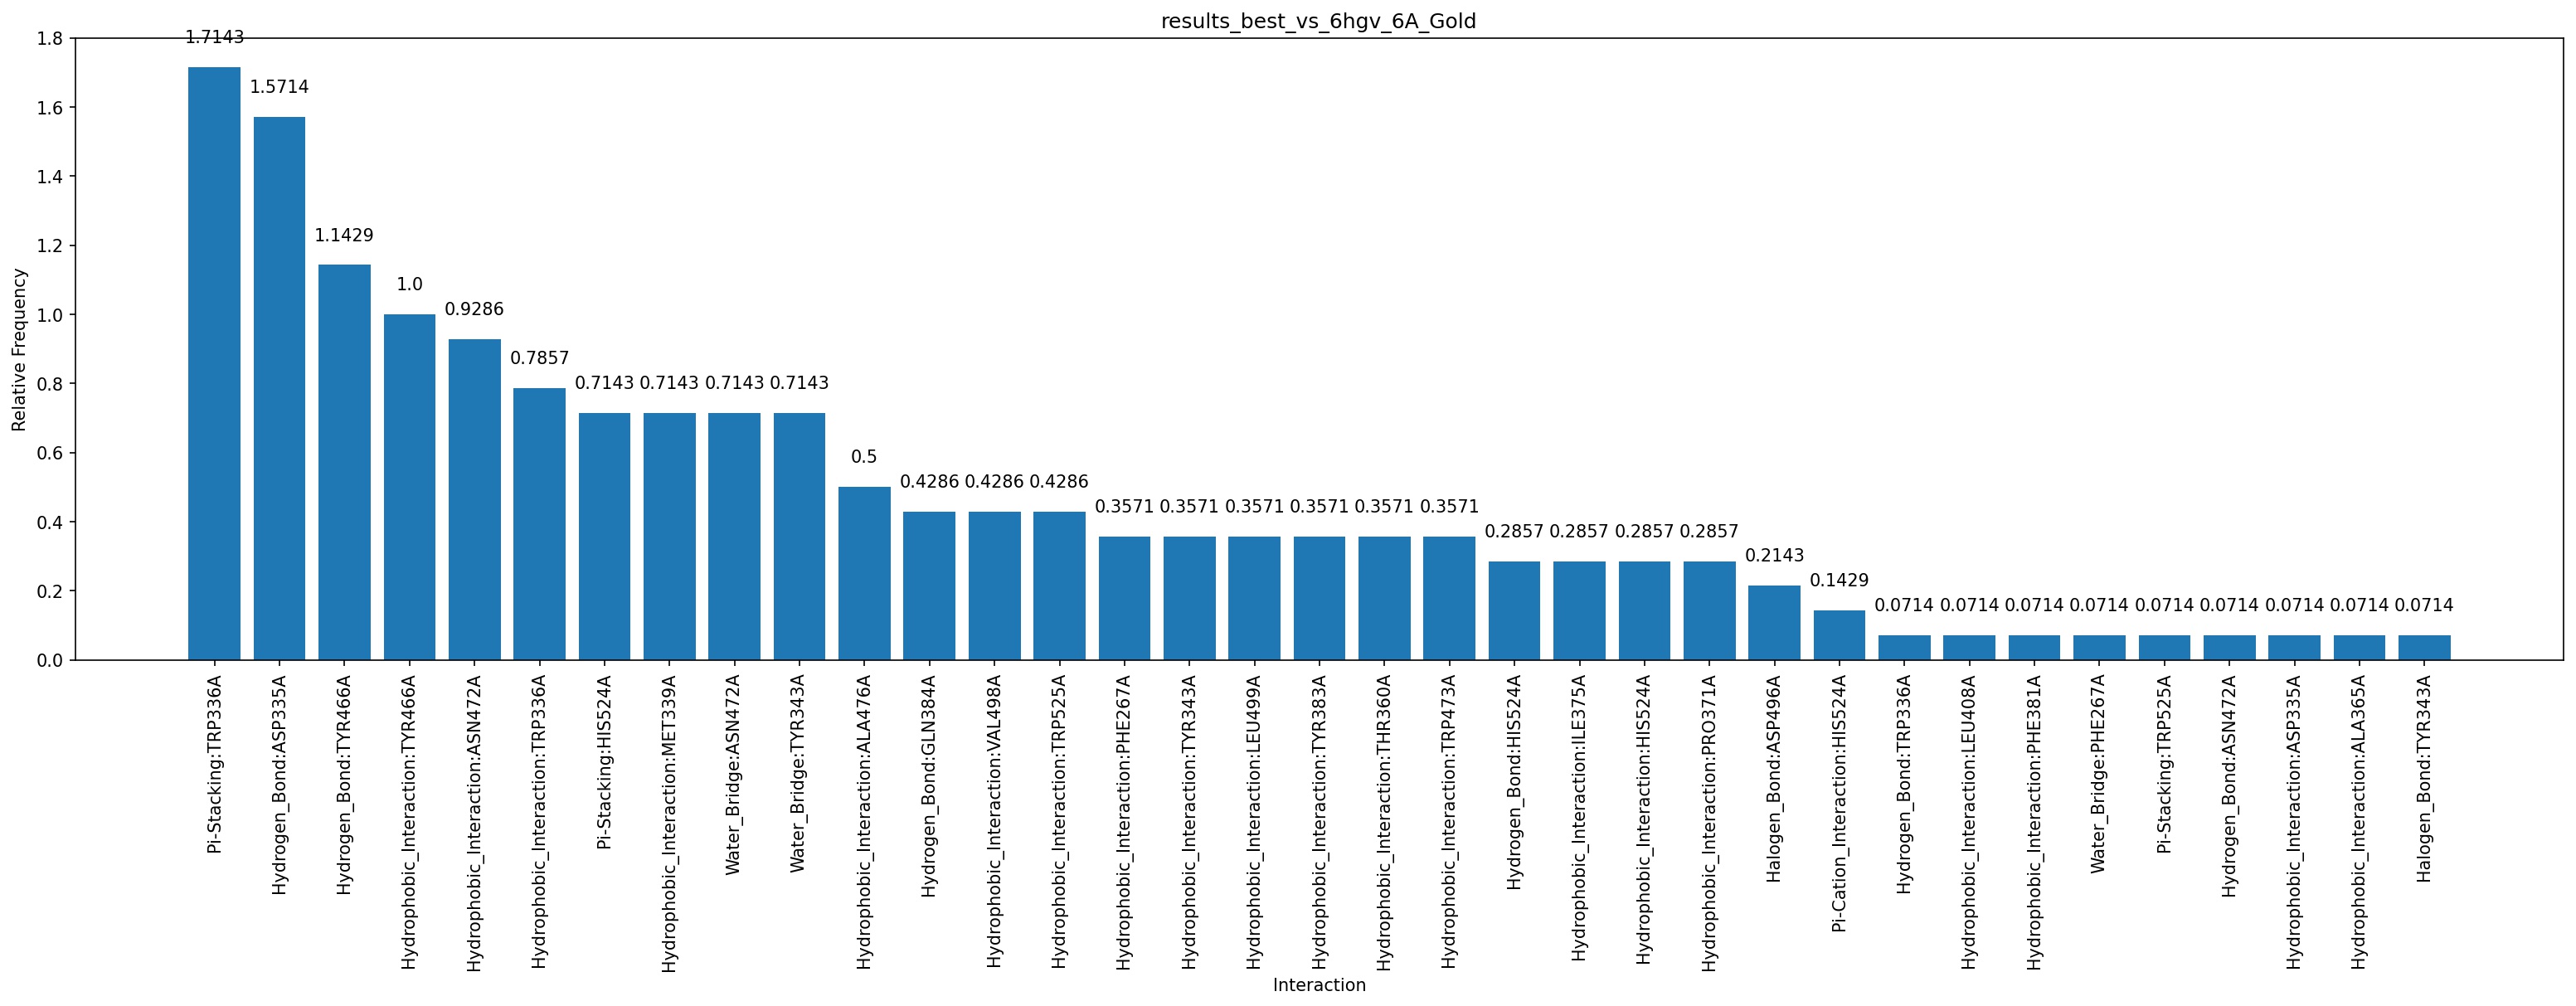 results_best_vs_6hgv_6A_Gold
Relative Frequency
1.8
1.6
1.4
1.2
1.0
0.8
0.6
0.4
0.2
0.0
1.7143
1.5714
1.1429
1.0
0.9286
0.7857
0.7143
0.7143
0.7143
0.7143
0.5
0.4286
0.4286
0.4286
0.3571
0.3571
0.3571
0.3571
0.3571
0.3571
0.2857
0.2857
0.2857
0.2857
0.2143
0.1429
0.0714
0.0714
0.0714
0.0714
0.0714
0.0714
0.0714
0.0714
0.0714
Pi-Stacking:TRP336A
Hydrogen_Bond:ASP335A
Hydrogen_Bond:TYR466A
Hydrophobic_Interaction:TYR466A
Hydrophobic_Interaction:ASN472A
Hydrophobic_Interaction:TRP336A
Pi-Stacking:HIS524A
Hydrophobic_Interaction:MET339A
Water_Bridge:ASN472A
Water_Bridge:TYR343A
Hydrophobic_Interaction:ALA476A
Hydrogen_Bond:GLN384A
Hydrophobic_Interaction:VAL498A
Hydrophobic_Interaction:TRP525A
Hydrophobic_Interaction:PHE267A
Hydrophobic_Interaction:TYR343A
Hydrophobic_Interaction:LEU499A
Hydrophobic_Interaction:TYR383A
Hydrophobic_Interaction:THR360A
Hydrophobic_Interaction:TRP473A
Hydrogen_Bond:HIS524A
Hydrophobic_Interaction:ILE375A
Hydrophobic_Interaction:HIS524A
Hydrophobic_Interaction:PRO371A
Halogen_Bond:ASP496A
Pi-Cation_Interaction:HIS524A
Hydrogen_Bond:TRP336A
Hydrophobic_Interaction:LEU408A
Hydrophobic_Interaction:PHE381A
Water_Bridge:PHE267A
Pi-Stacking:TRP525A
Hydrogen_Bond:ASN472A
Hydrophobic_Interaction:ASP335A
Hydrophobic_Interaction:ALA365A
Halogen_Bond:TYR343A
Interaction